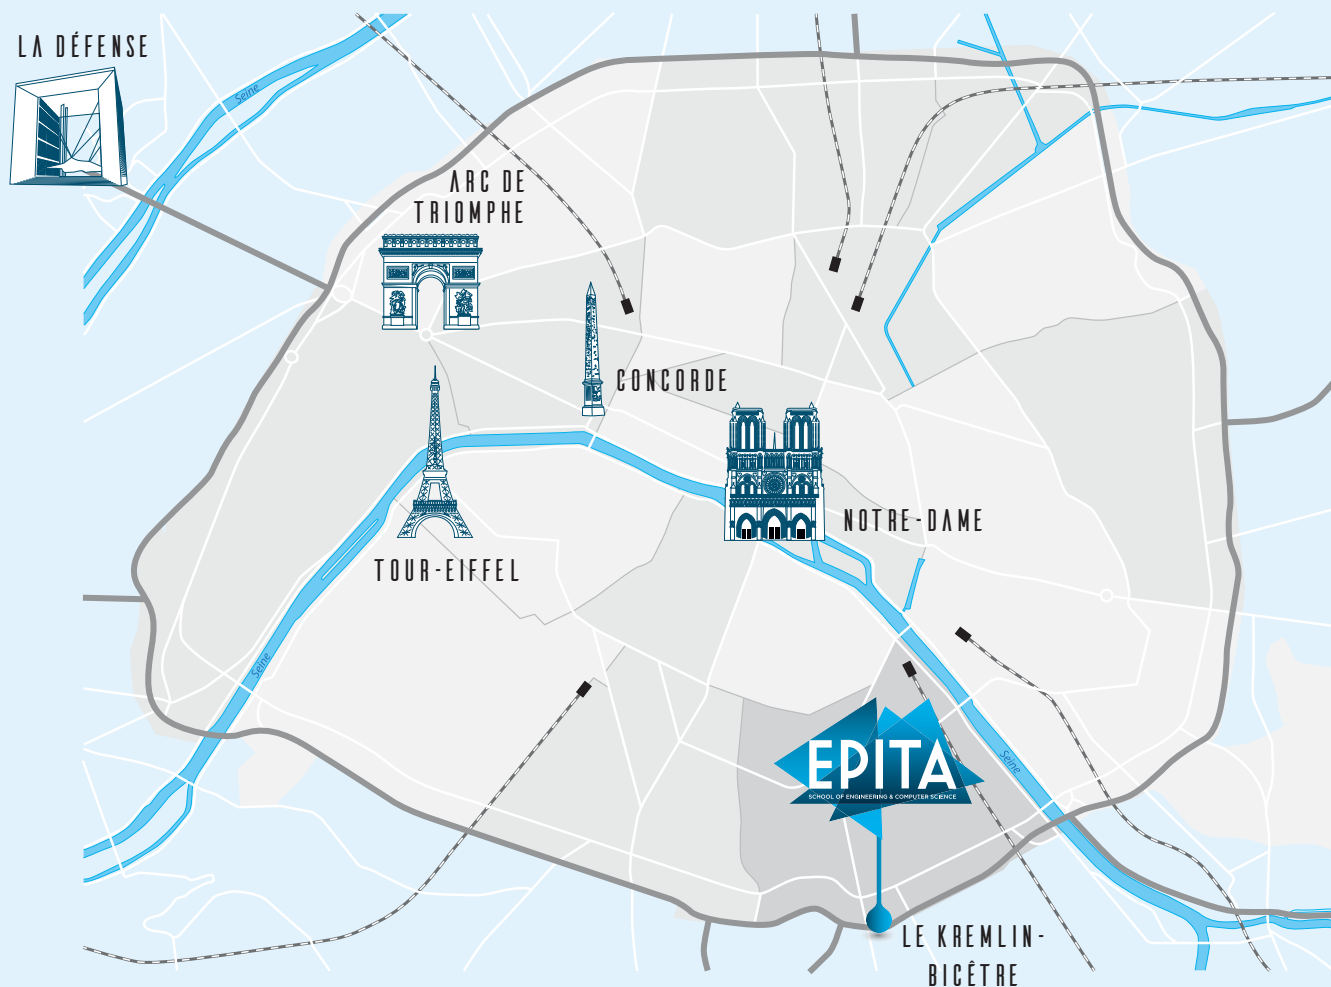 LA DÉFENSE
Seine
ARC DE
TRIOMPHE
CONCORDE
NOTRE-DAME
TOUR-EIFFEL
Seine
Seine
EPITA
SCHOOL OF ENGINEERING & COMPUTER SCIENCE
LE KREMLIN-
BICÊTRE